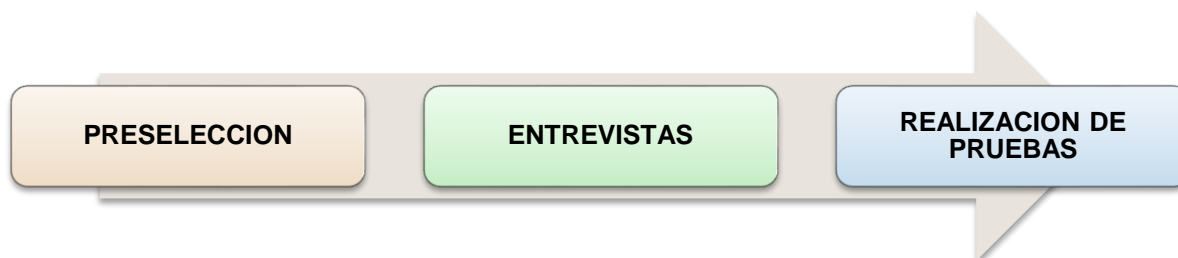 PRESELECCION
ENTREVISTAS
REALIZACION DE
PRUEBAS